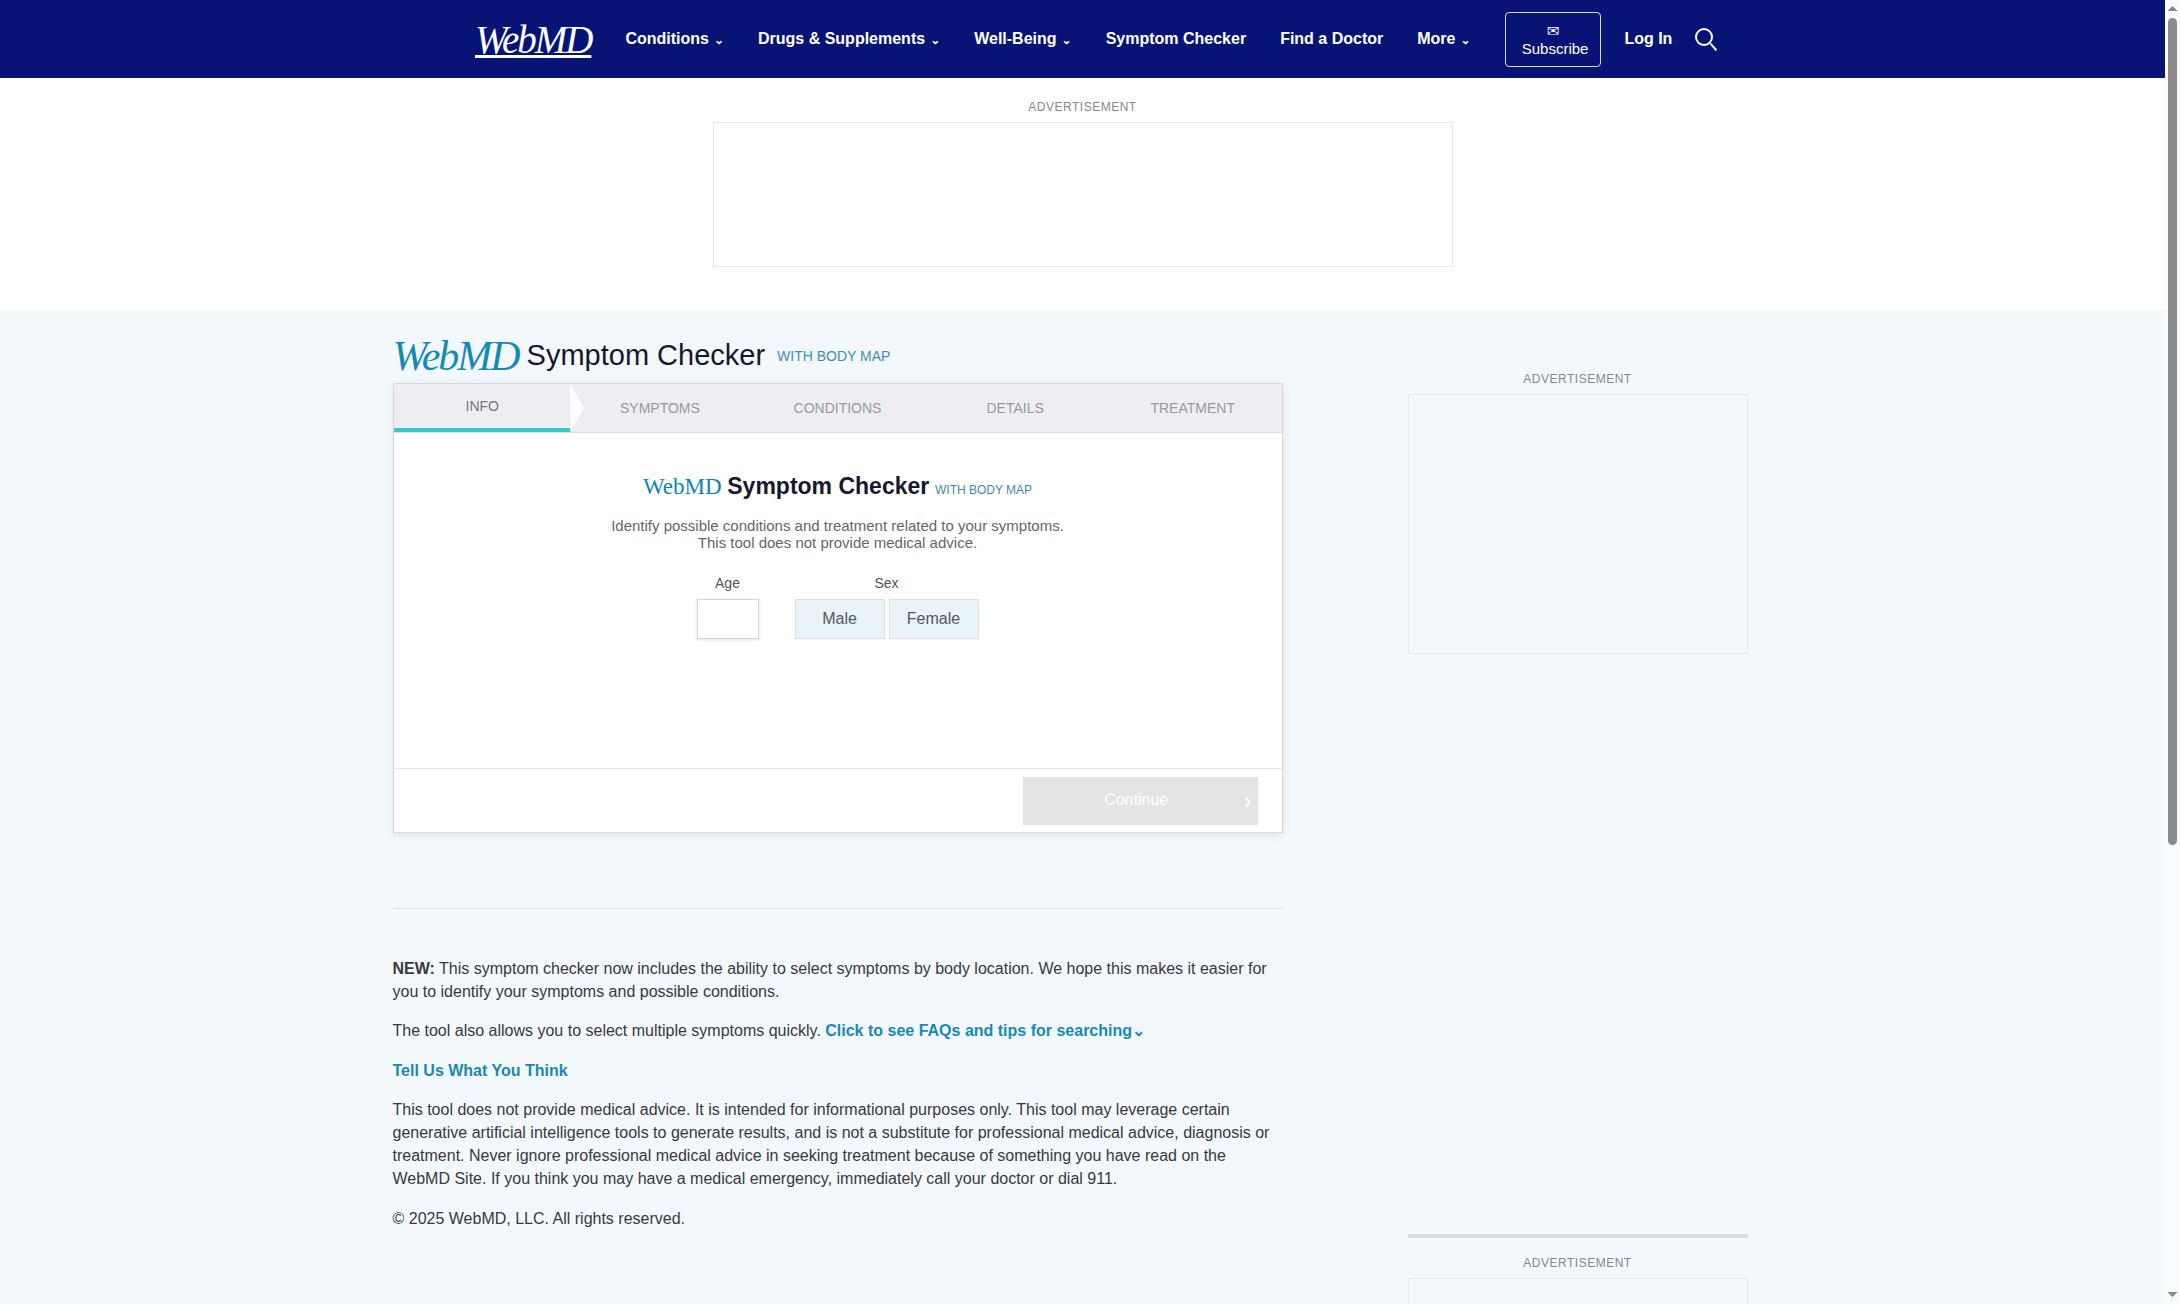 WebMD Conditions Drugs & Supplements Well-Being Symptom Checker Find a Doctor More Subscribe Log In
ADVERTISEMENT
WebMD Symptom Checker WITH BODY MAP
ADVERTISEMENT
INFO SYMPTOMS CONDITIONS DETAILS TREATMENT
WebMD Symptom Checker WITH BODY MAP
Identify possible conditions and treatment related to your symptoms.
This tool does not provide medical advice.
Age Sex
Male Female
Continue
NEW: This symptom checker now includes the ability to select symptoms by body location. We hope this makes it easier for
you to identify your symptoms and possible conditions.
The tool also allows you to select multiple symptoms quickly. Click to see FAQs and tips for searching
Tell Us What You Think
This tool does not provide medical advice. It is intended for informational purposes only. This tool may leverage certain
generative artificial intelligence tools to generate results, and is not a substitute for professional medical advice, diagnosis or
treatment. Never ignore professional medical advice in seeking treatment because of something you have read on the
WebMD Site. If you think you may have a medical emergency, immediately call your doctor or dial 911.
© 2025 WebMD, LLC. All rights reserved.
ADVERTISEMENT